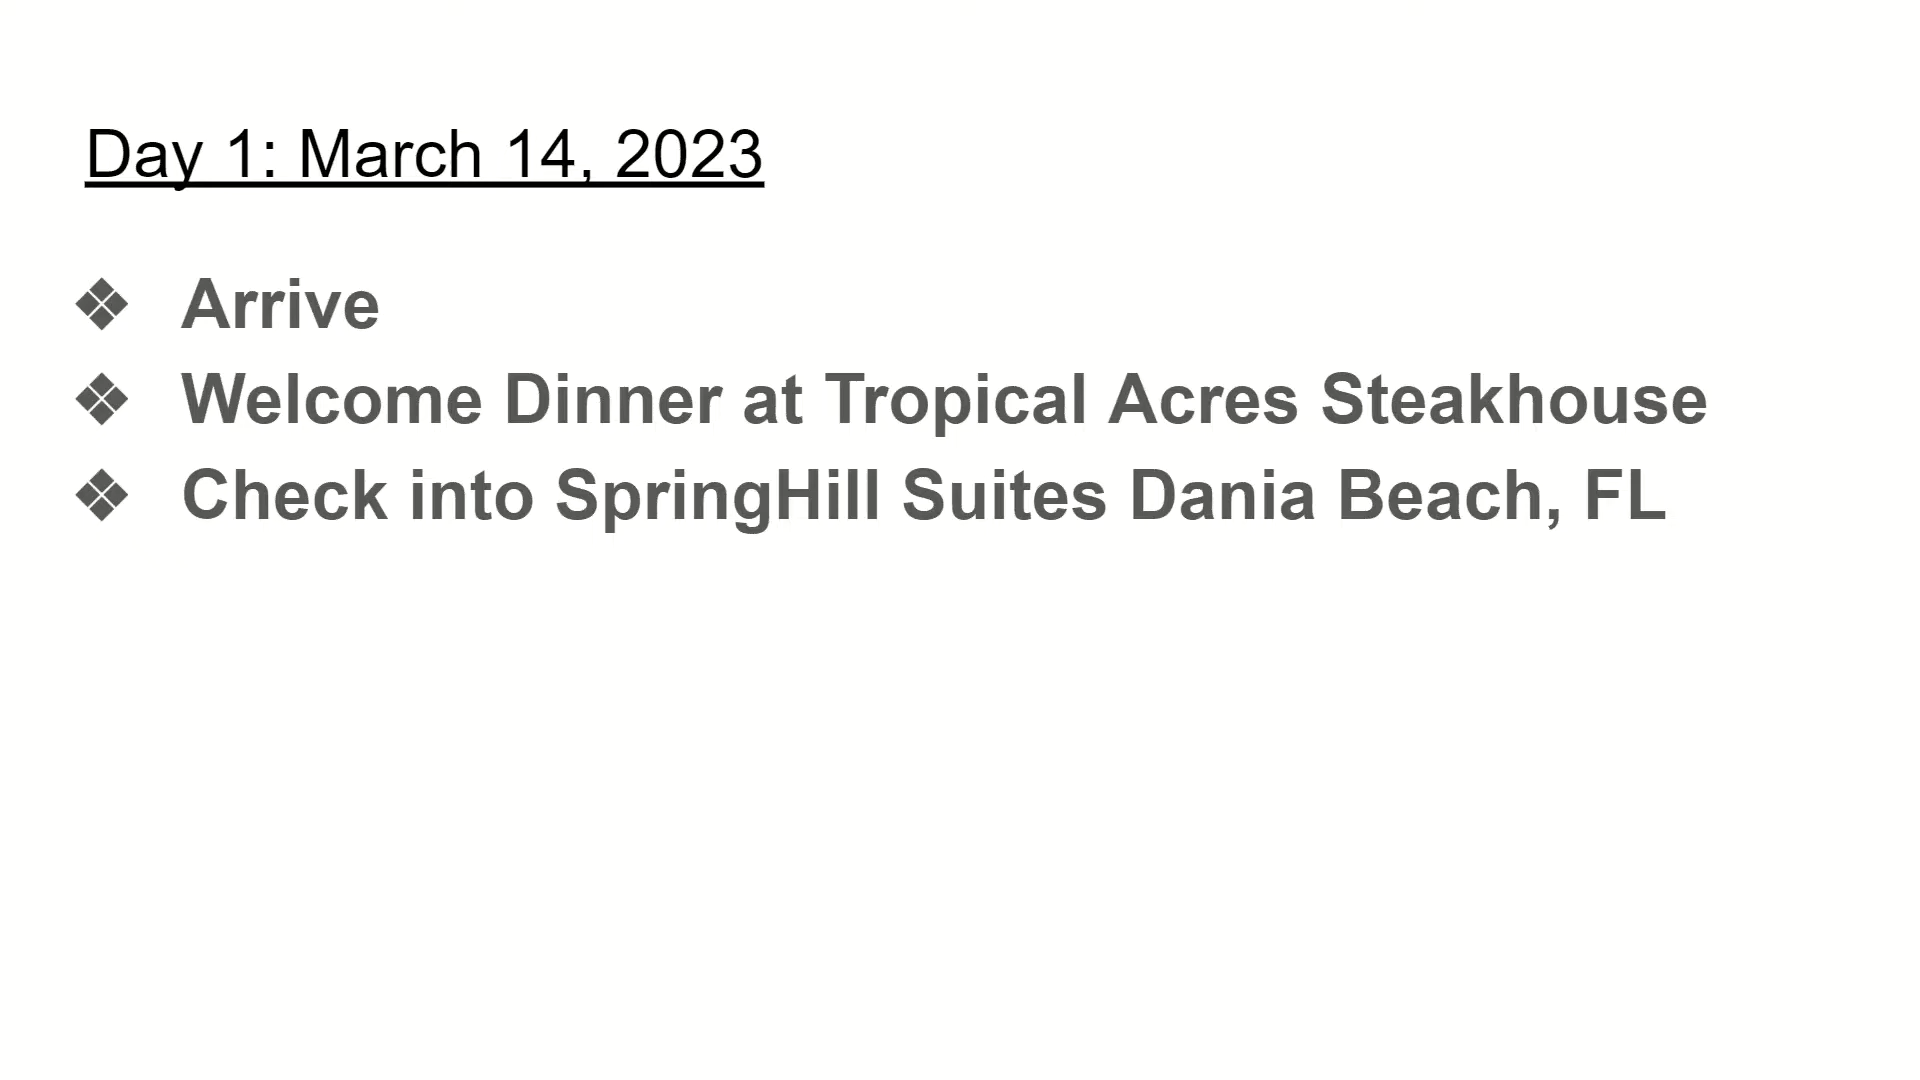 Day 1: March 14, 2023
❖ Arrive
❖ Welcome Dinner at Tropical Acres Steakhouse
❖ Check into SpringHill Suites Dania Beach, FL